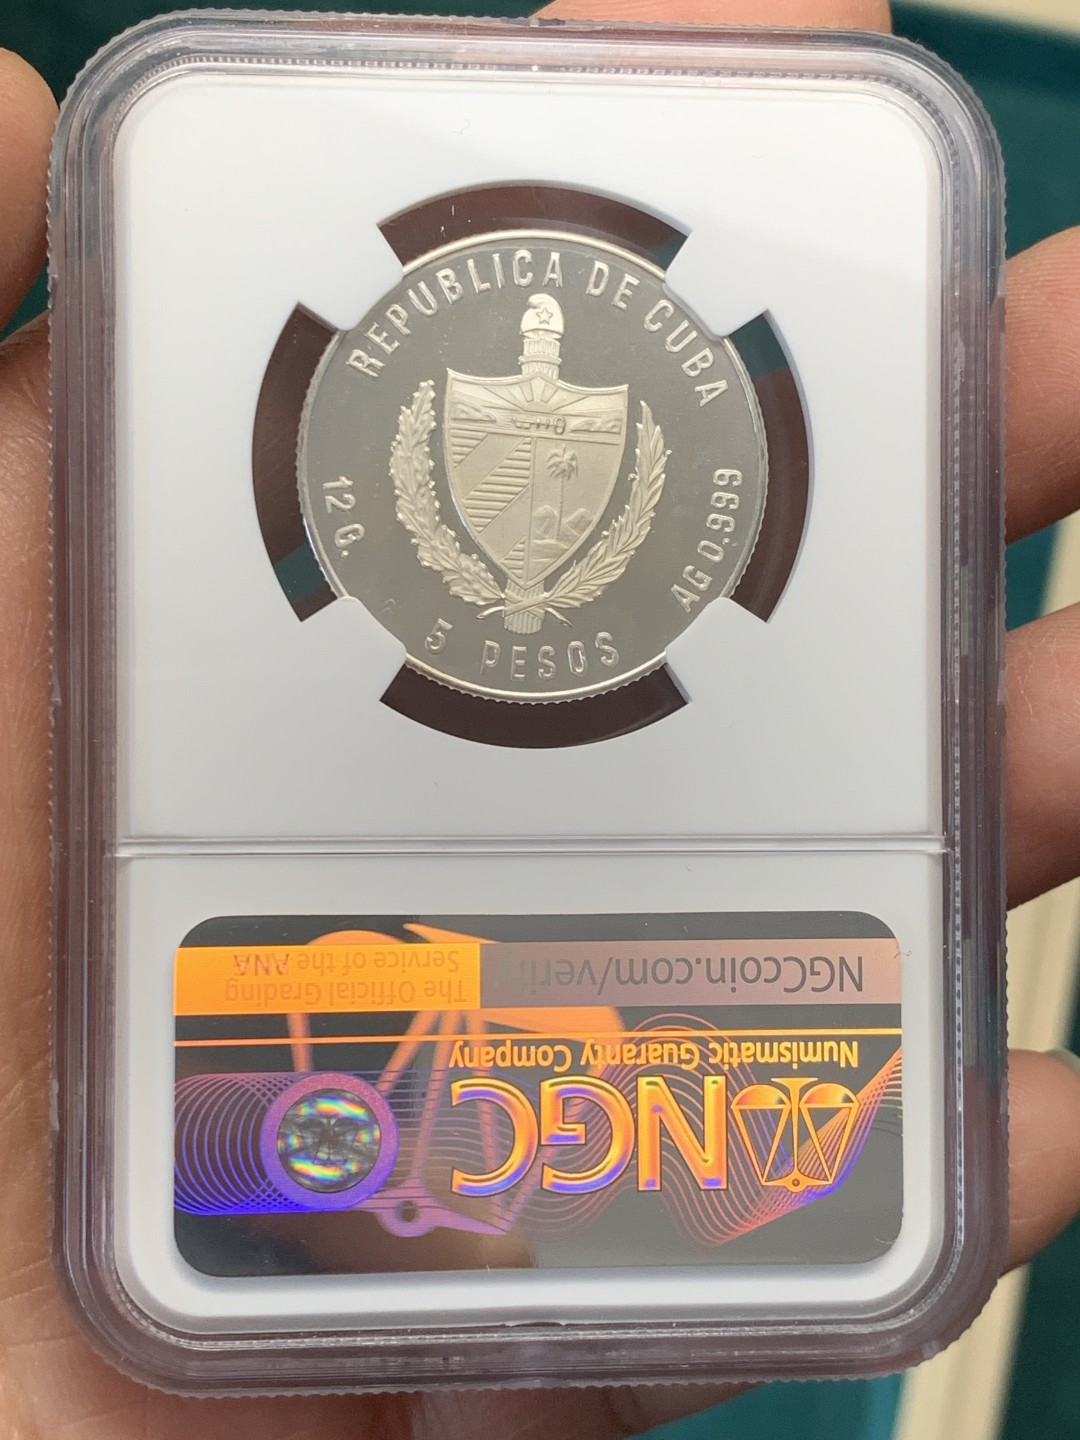 REPUBLICA DE CUBA
12 G.
AG 0.999
5 PESOS
NGCcoin.com/verify
The Official Grading
Service of the ANA
Numismatic Guaranty Company
NGC